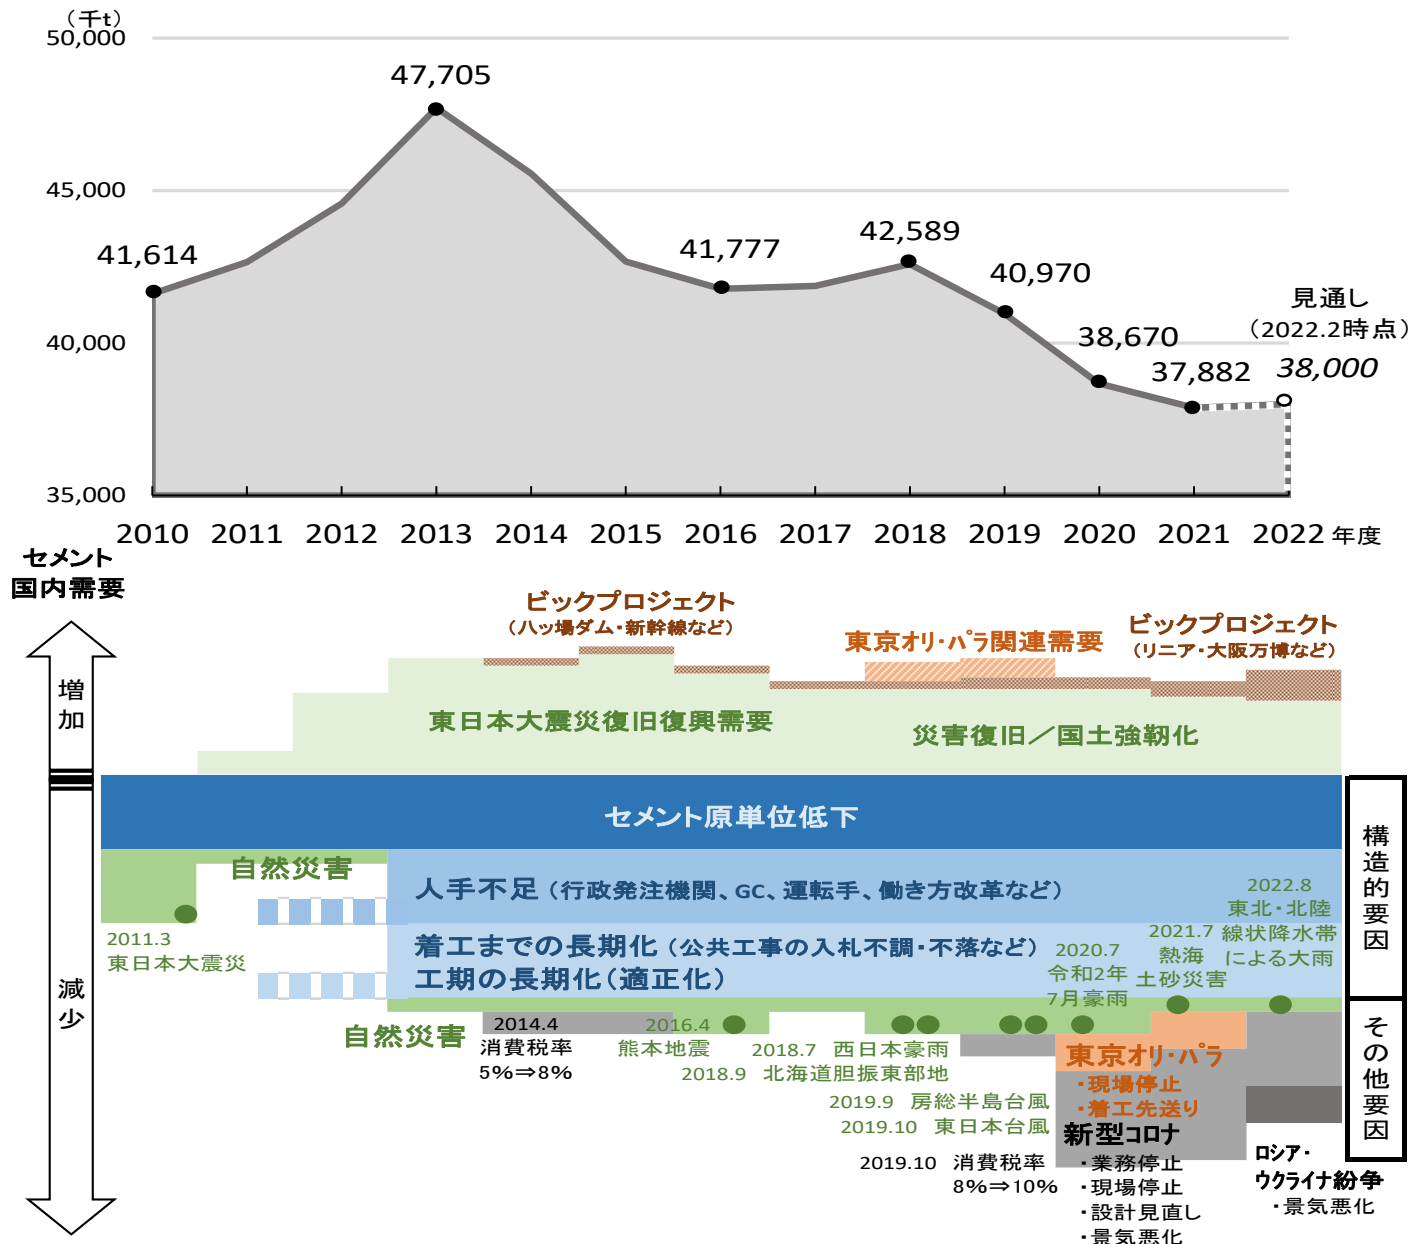 （千t）
50,000
45,000
40,000
35,000
41,614
47,705
41,777
42,589
40,970
38,670
37,882
見通し
（2022.2時点）
38,000
2010 2011 2012 2013 2014 2015 2016 2017 2018 2019 2020 2021 2022 年度
セメント
国内需要
増加
減少
ビックプロジェクト
（八ッ場ダム・新幹線など）
東京オリ・パラ関連需要
ビックプロジェクト
（リニア・大阪万博など）
東日本大震災復旧復興需要
災害復旧／国土強靭化
セメント原単位低下
自然災害
2011.3
東日本大震災
人手不足（行政発注機関、GC、運転手、働き方改革など）
着工までの長期化（公共工事の入札不調・不落など）
工期の長期化（適正化）
2020.7
令和2年
7月豪雨
2021.7
熱海
土砂災害
2022.8
東北・北陸
線状降水帯
による大雨
構造的要因
その他要因
自然災害
2014.4
消費税率
5%⇒8%
2016.4
熊本地震
2018.7 西日本豪雨
2018.9 北海道胆振東部地
2019.9 房総半島台風
2019.10 東日本台風
2019.10 消費税率
8%⇒10%
東京オリ・パラ
・現場停止
・着工先送り
新型コロナ
・業務停止
・現場停止
・設計見直し
・景気悪化
ロシア・
ウクライナ紛争
・景気悪化